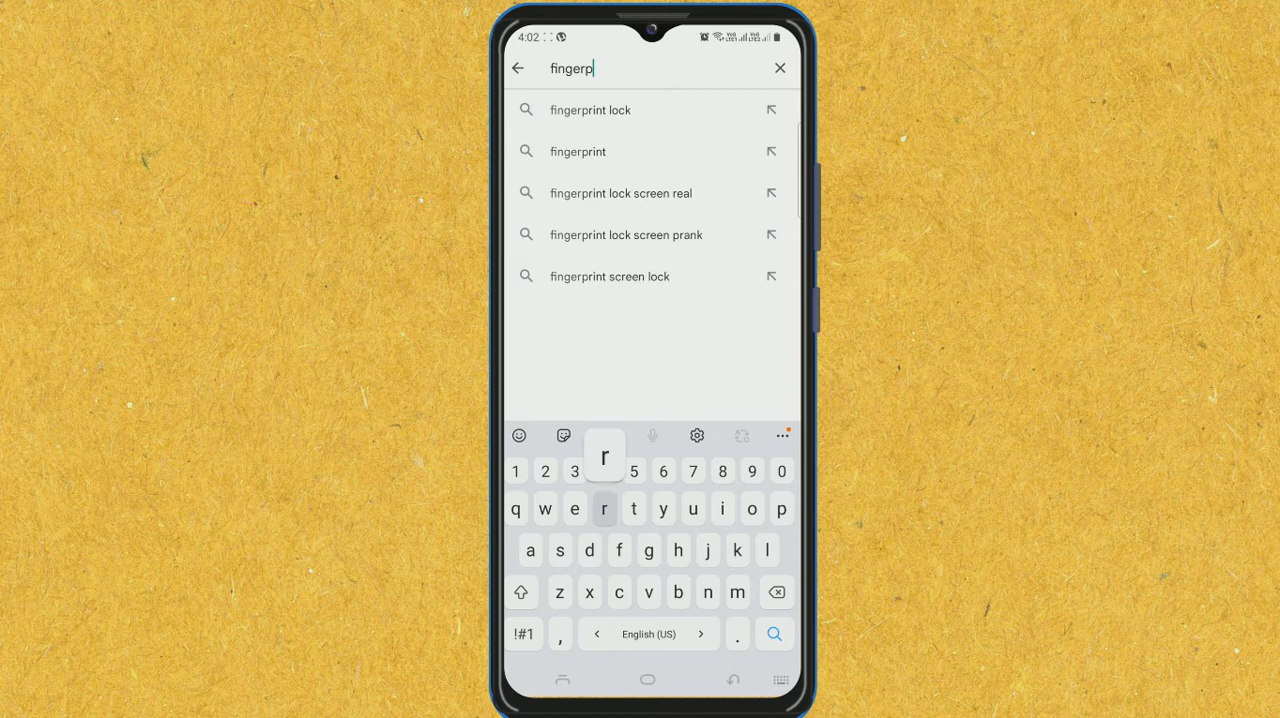 4:02
fingerp
fingerprint lock
fingerprint
fingerprint lock screen real
fingerprint lock screen prank
fingerprint screen lock
r
1 2 3 5 6 7 8 9 0
q w e r t y u i o p
a s d f g h j k l
z x c v b n m
!#1 , < English (US) > .